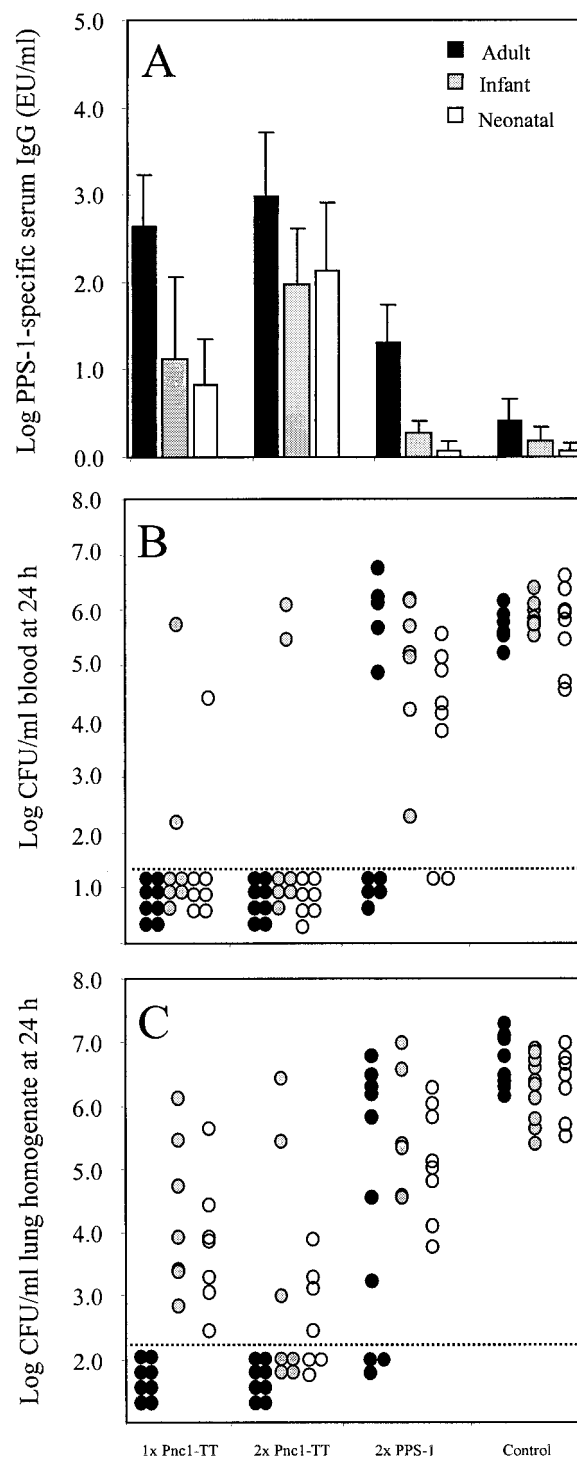 A
Adult
Infant
Neonatal
Log PPS-1-specific serum IgG (EU/ml)
5.0
4.0
3.0
2.0
1.0
0.0
B
Log CFU/ml blood at 24 h
8.0
7.0
6.0
5.0
4.0
3.0
2.0
1.0
C
Log CFU/ml lung homogenate at 24 h
8.0
7.0
6.0
5.0
4.0
3.0
2.0
1x Pnc1-TT
2x Pnc1-TT
2x PPS-1
Control